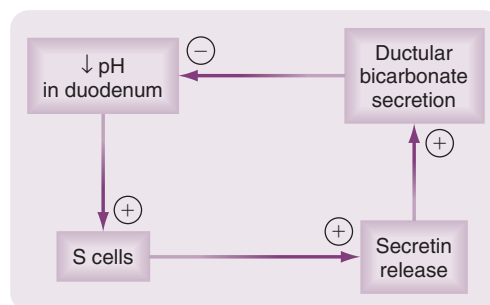 ↓ pH
in duodenum
−
Ductular
bicarbonate
secretion
+
+
S cells
+
Secretin
release